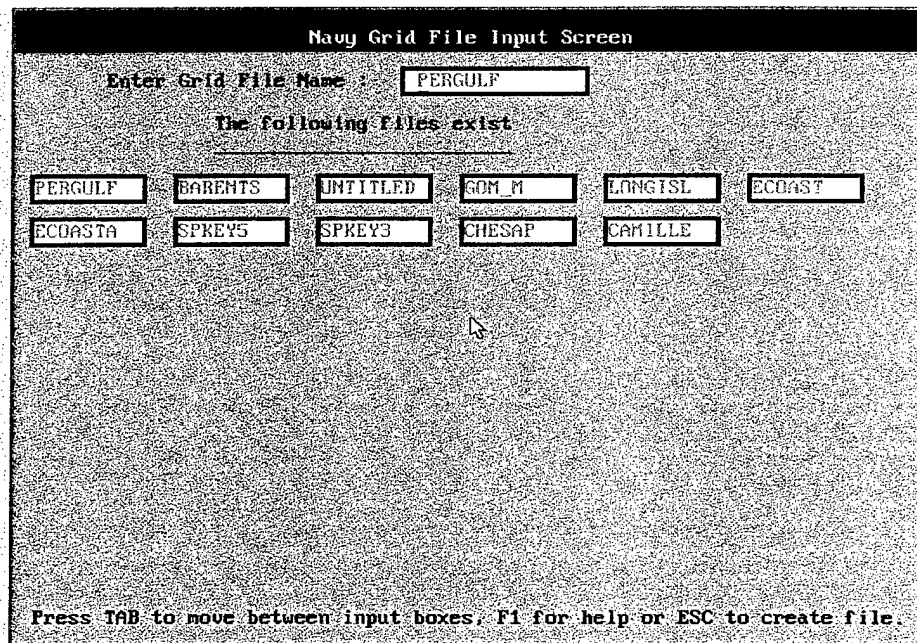 Navy Grid File Input Screen
Enter Grid File Name : PERGULF
The following files exist
PERGULF BARENTS UNTITLED GOM_M LONGISL ECOAST
ECOASTA SPKEY5 SPKEY3 CHESAP CAMILLE
Press TAB to move between input boxes, F1 for help or ESC to create file.